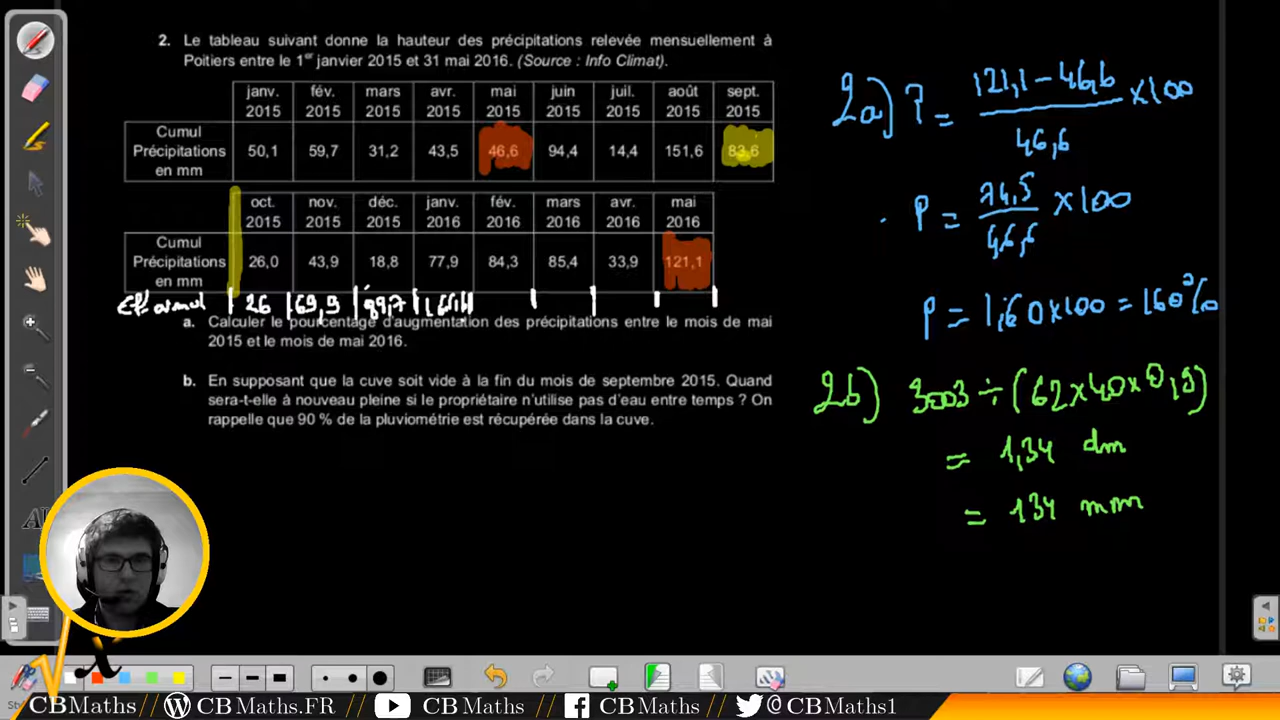 2. Le tableau suivant donne la hauteur des précipitations relevée mensuellement à
Poitiers entre le 1er janvier 2015 et 31 mai 2016. (Source : Info Climat).
janv. 2015 fév. 2015 mars 2015 avr. 2015 mai 2015 juin 2015 juil. 2015 août 2015 sept. 2015
Cumul Précipitations en mm 50,1 59,7 31,2 43,5 46,6 94,4 14,4 151,6 83,6
oct. 2015 nov. 2015 déc. 2015 janv. 2016 fév. 2016 mars 2016 avr. 2016 mai 2016
Cumul Précipitations en mm 26,0 43,9 18,8 77,9 84,3 85,4 33,9 121,1
26 69,9
a. Calculer le pourcentage d'augmentation des précipitations entre le mois de mai
2015 et le mois de mai 2016.
b. En supposant que la cuve soit vide à la fin du mois de septembre 2015. Quand
sera-t-elle à nouveau pleine si le propriétaire n'utilise pas d'eau entre temps ? On
rappelle que 90 % de la pluviométrie est récupérée dans la cuve.
2a) P = 121,1 - 46,6 / 46,6 × 100
P = 74,5 / 46,6 × 100
P = 1,60 × 100 = 160 %
2b) 3003 ÷ (62 × 40 × 0,9)
= 1,34 dm
= 134 mm
CBMaths CBMaths.FR CB Maths CB Maths @CBMaths1